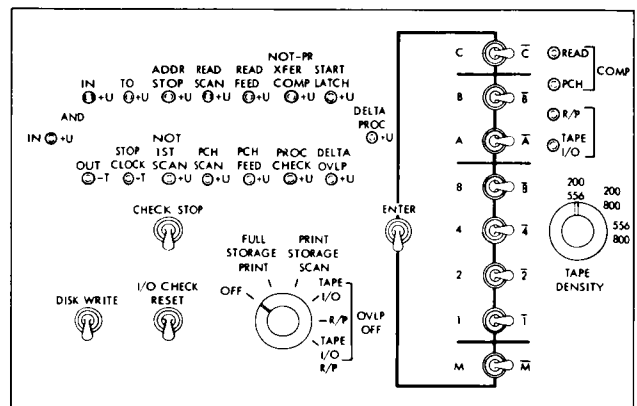 IN +U
TO +U
ADDR STOP +U
READ SCAN +U
READ FEED +U
NOT-PR XFER COMP +U
START LATCH +U
AND
IN +U
DELTA PROC +U
OUT -T
STOP CLOCK -T
NOT 1ST SCAN +U
PCH SCAN +U
PCH FEED +U
PROC CHECK +U
DELTA OVLP +U
CHECK STOP
ENTER
DISK WRITE
I/O CHECK RESET
FULL STORAGE PRINT
PRINT STORAGE SCAN
OFF
TAPE I/O
R/P
TAPE I/O R/P
OVLP OFF
C C̅
B B̅
A A̅
8 8̅
4 4̅
2 2̅
1 1̅
M M̅
READ
PCH
COMP
R/P
TAPE I/O
200 556
200 800
556 800
TAPE DENSITY